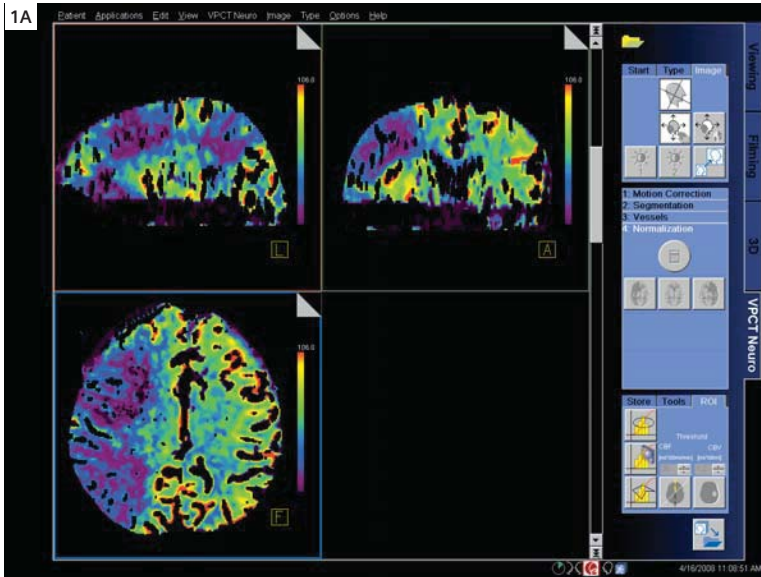 1A
Patient Applications Edit View VPCT Neuro Image Type Options Help
106.0
L
106.0
A
106.0
F
Start Type Image
1 2
1. Motion Correction
2. Segmentation
3. Vessels
4. Normalization
Store Tools ROI
Threshold
CBF CBV
Viewing
Filming
3D
VPCT Neuro
4/16/2008 11:08:51 AM